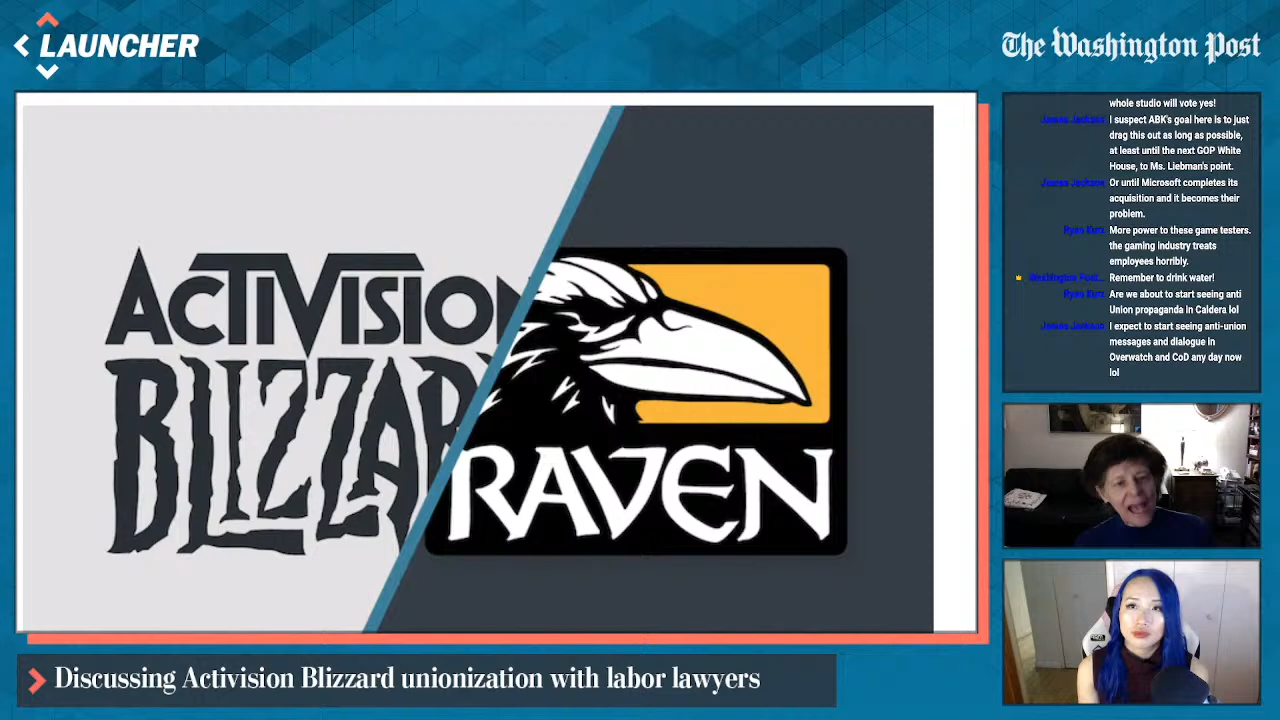 LAUNCHER
The Washington Post
ACTIVISION
BLIZZAR
RAVEN
whole studio will vote yes!
I suspect ABK's goal here is to just
drag this out as long as possible,
at least until the next GOP White
House, to Ms. Liebman's point.
Or until Microsoft completes its
acquisition and it becomes their
problem.
More power to these game testers.
the gaming industry treats
employees horribly.
Remember to drink water!
Are we about to start seeing anti
Union propaganda in Caldera lol
I expect to start seeing anti-union
messages and dialogue in
Overwatch and CoD any day now
lol
Discussing Activision Blizzard unionization with labor lawyers